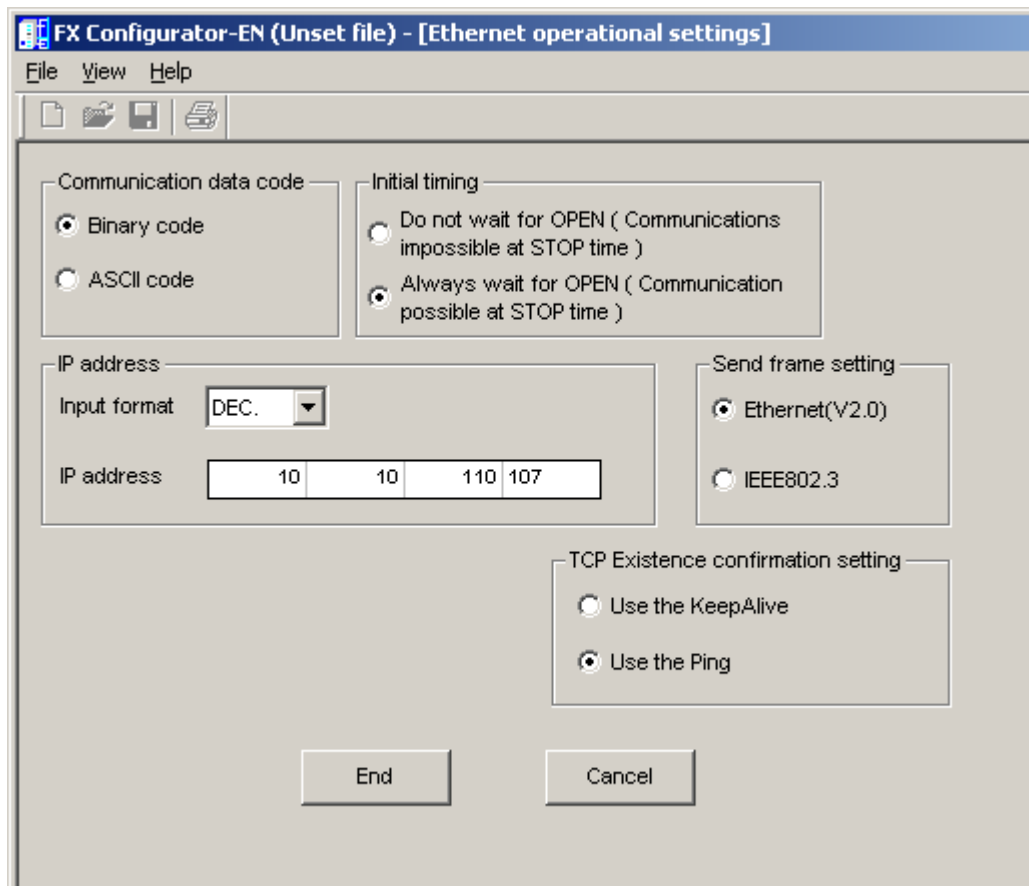 FX Configurator-EN (Unset file) - [Ethernet operational settings]
File View Help
Communication data code
Binary code
ASCII code
Initial timing
Do not wait for OPEN ( Communications
impossible at STOP time )
Always wait for OPEN ( Communication
possible at STOP time )
IP address
Input format DEC.
IP address 10 10 110 107
Send frame setting
Ethernet(V2.0)
IEEE802.3
TCP Existence confirmation setting
Use the KeepAlive
Use the Ping
End Cancel